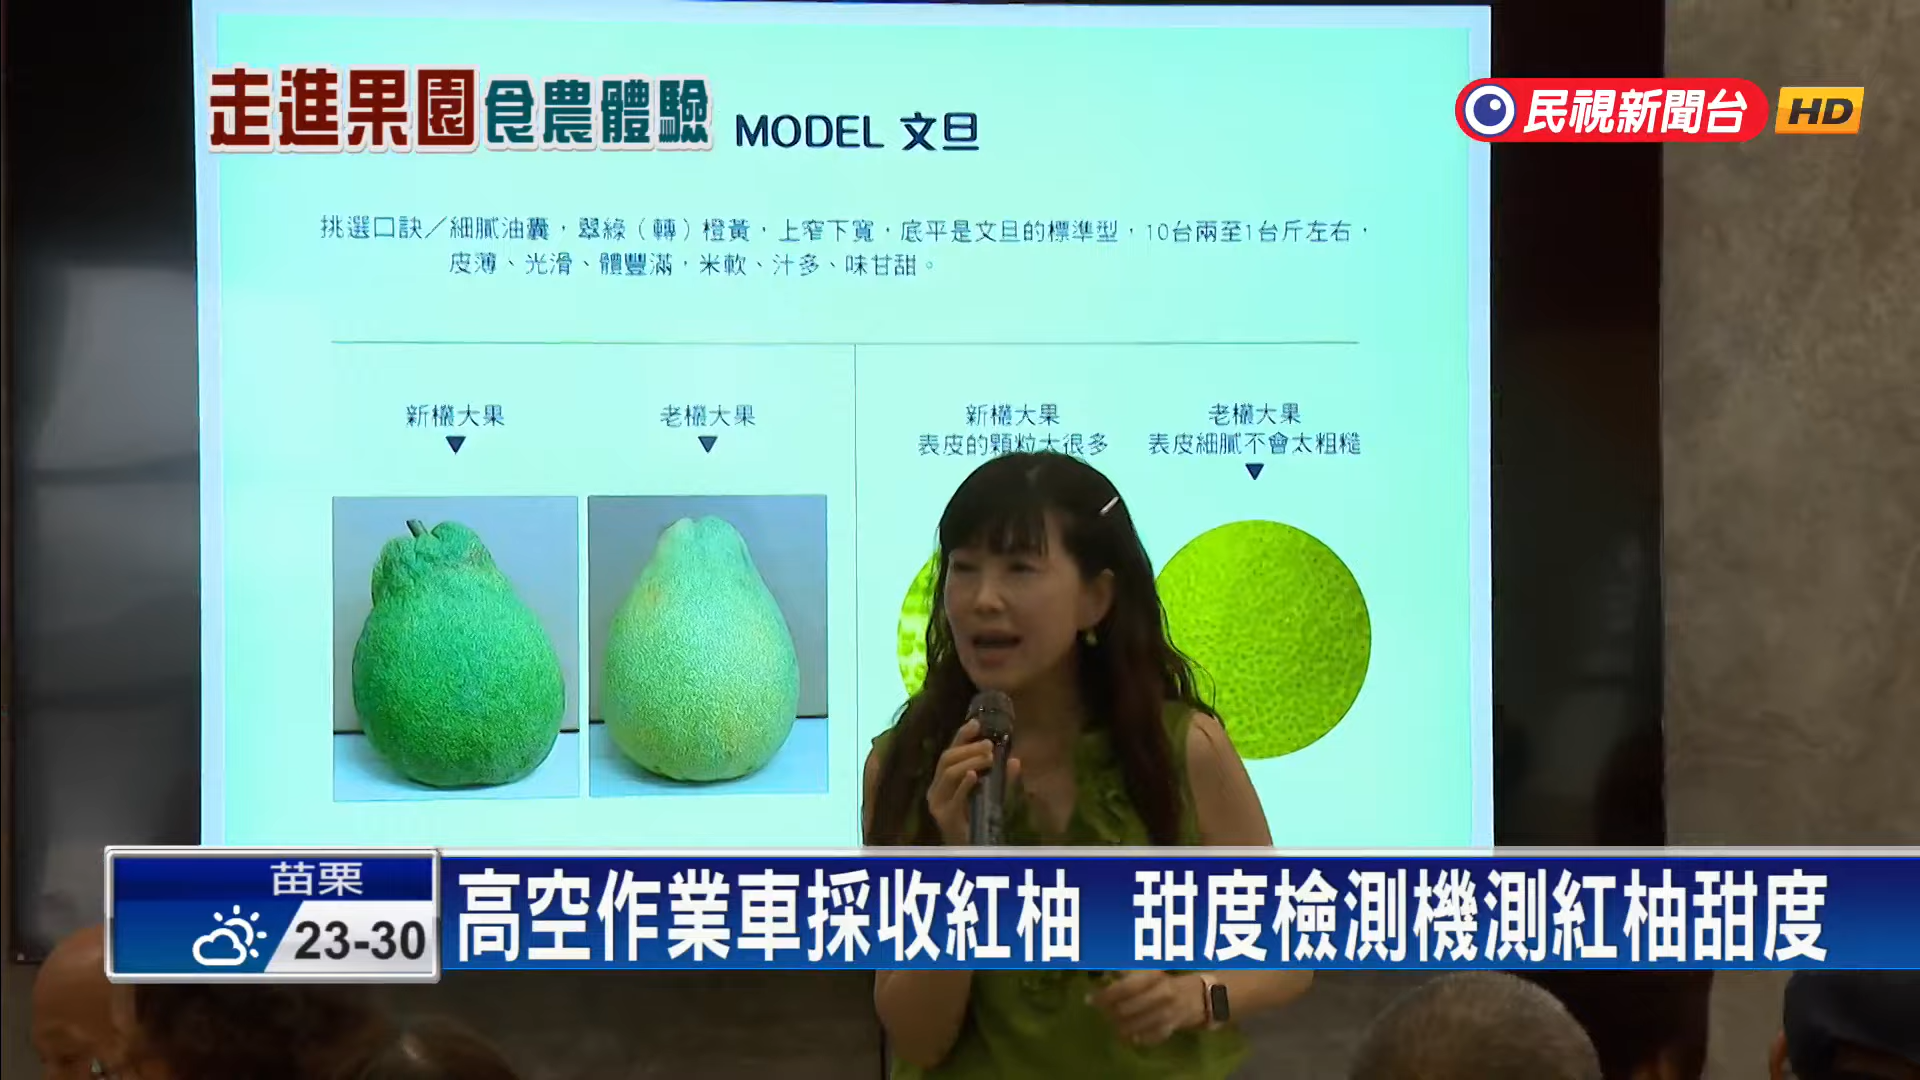 走進果園食農體驗
MODEL 文旦
民視新聞台 HD
挑選口訣／細膩油囊，翠綠（轉）橙黃，上窄下寬，底平是文旦的標準型，10台兩至1台斤左右，
皮薄、光滑、體豐滿，米軟、汁多、味甘甜。
新欉大果
老欉大果
新欉大果
表皮的顆粒大很多
老欉大果
表皮細膩不會太粗糙
苗栗
23-30
高空作業車採收紅柚 甜度檢測機測紅柚甜度